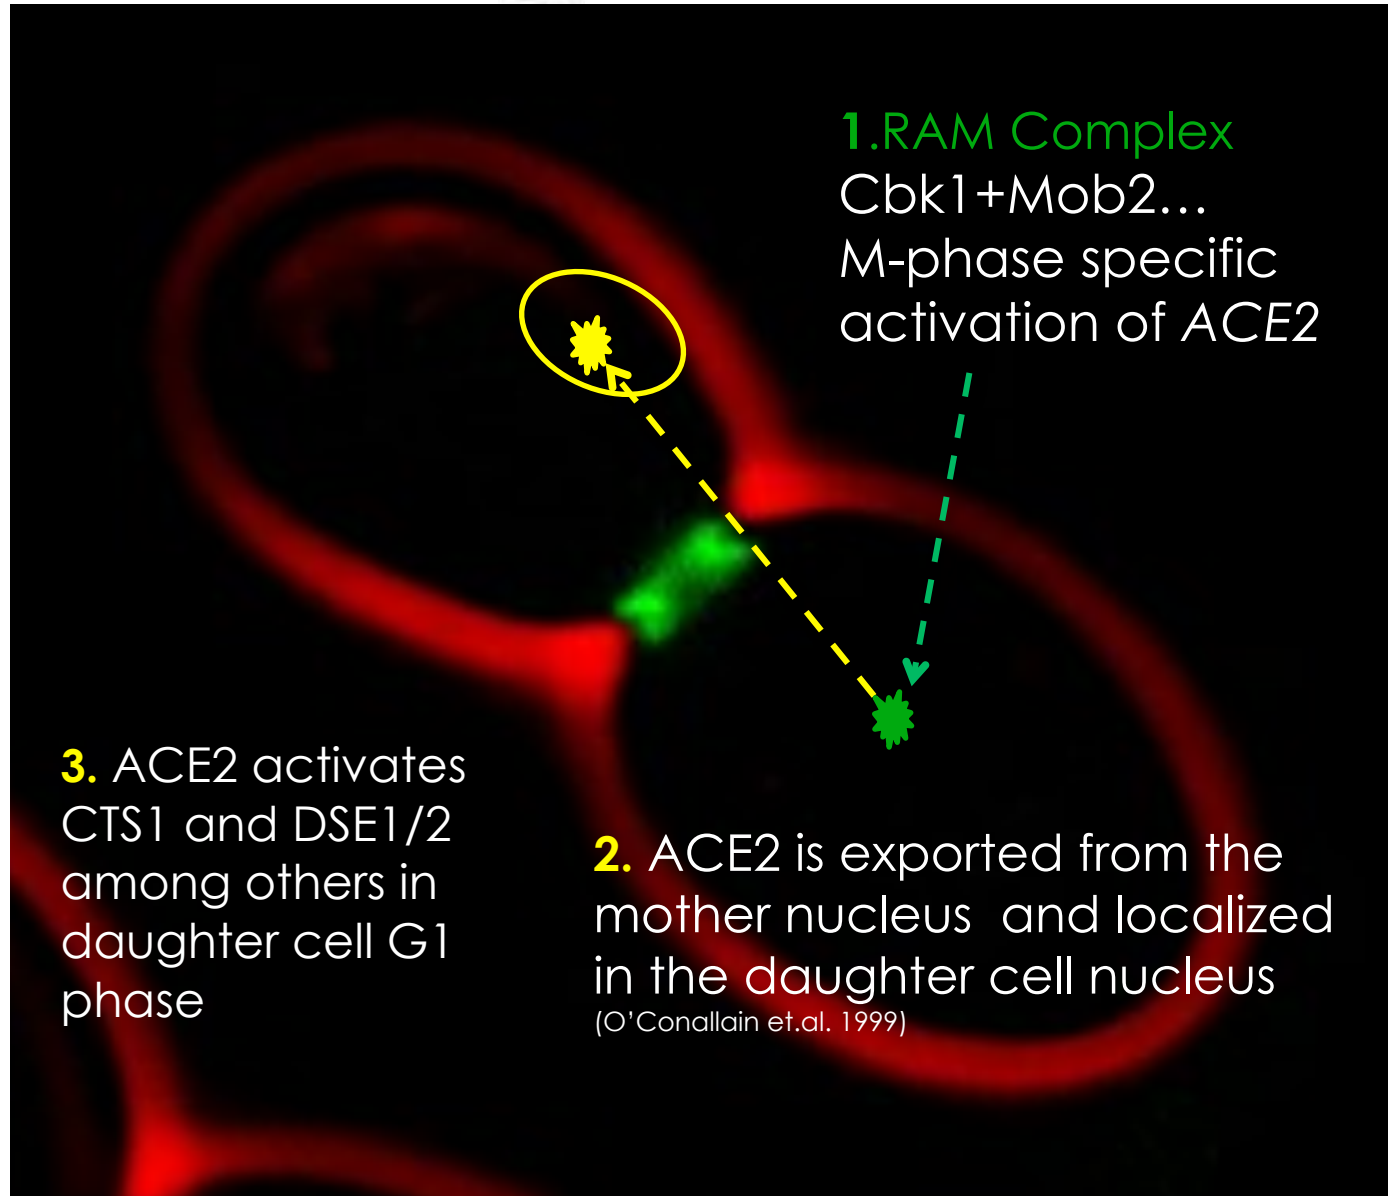 1.RAM Complex
Cbk1+Mob2...
M-phase specific
activation of ACE2
3. ACE2 activates
CTS1 and DSE1/2
among others in
daughter cell G1
phase
2. ACE2 is exported from the
mother nucleus and localized
in the daughter cell nucleus
(O'Conallain et.al. 1999)